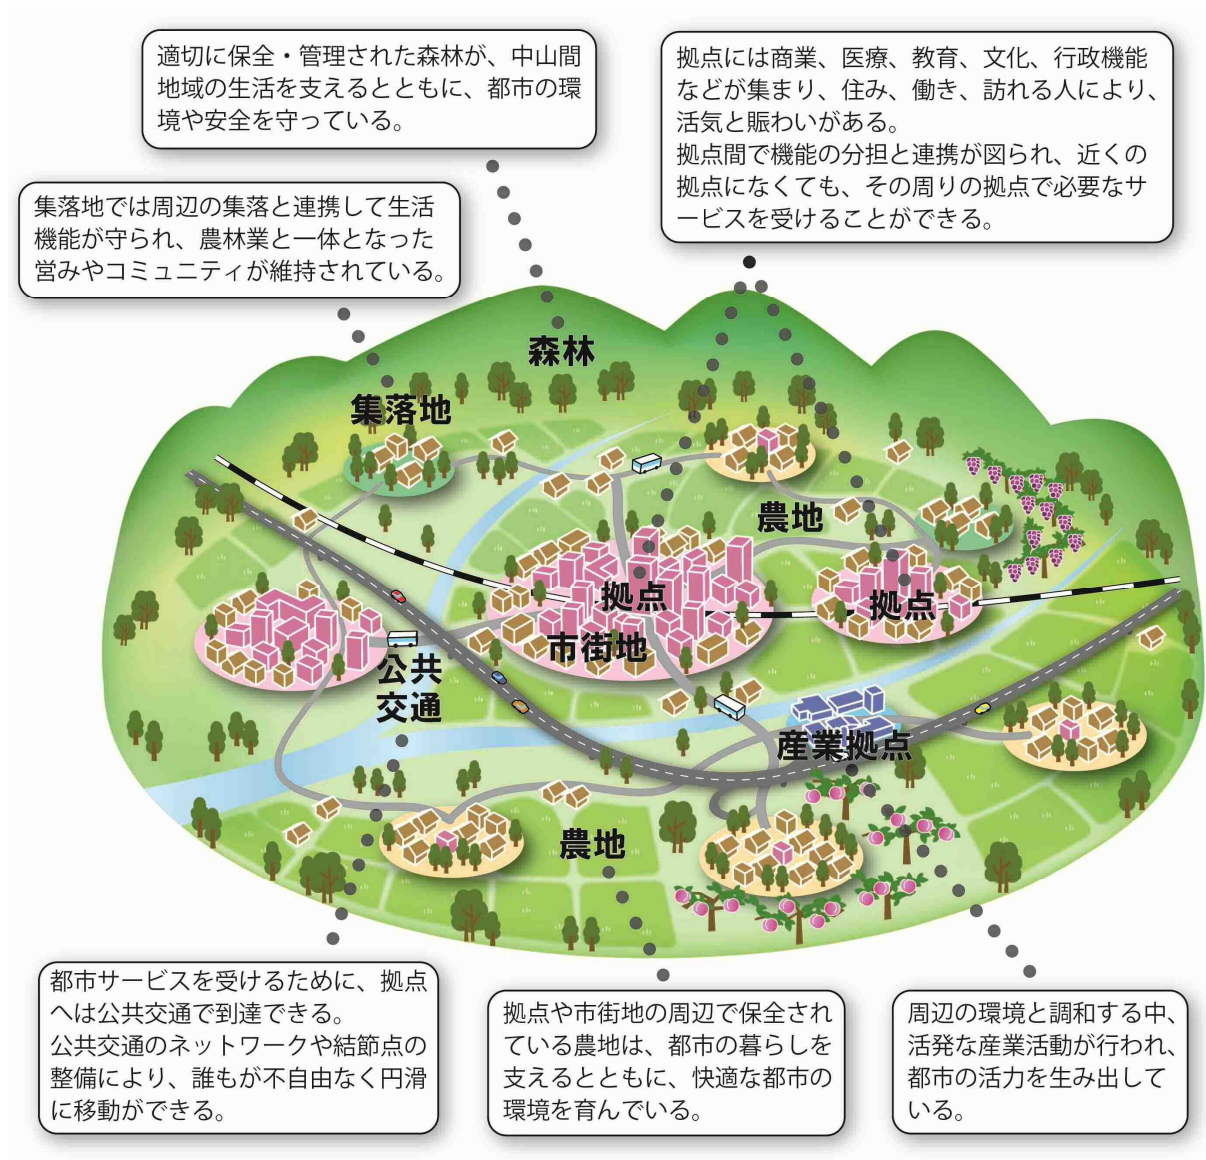 適切に保全・管理された森林が、中山間
地域の生活を支えるとともに、都市の環
境や安全を守っている。
拠点には商業、医療、教育、文化、行政機能
などが集まり、住み、働き、訪れる人により、
活気と賑わいがある。
拠点間で機能の分担と連携が図られ、近くの
拠点になくても、その周りの拠点で必要なサ
ービスを受けることができる。
集落地では周辺の集落と連携して生活
機能が守られ、農林業と一体となった
営みやコミュニティが維持されている。
森林
集落地
農地
拠点
拠点
市街地
公共
交通
産業拠点
農地
都市サービスを受けるために、拠点
へは公共交通で到達できる。
公共交通のネットワークや結節点の
整備により、誰もが不自由なく円滑
に移動ができる。
拠点や市街地の周辺で保全され
ている農地は、都市の暮らしを
支えるとともに、快適な都市の
環境を育んでいる。
周辺の環境と調和する中、
活発な産業活動が行われ、
都市の活力を生み出して
いる。